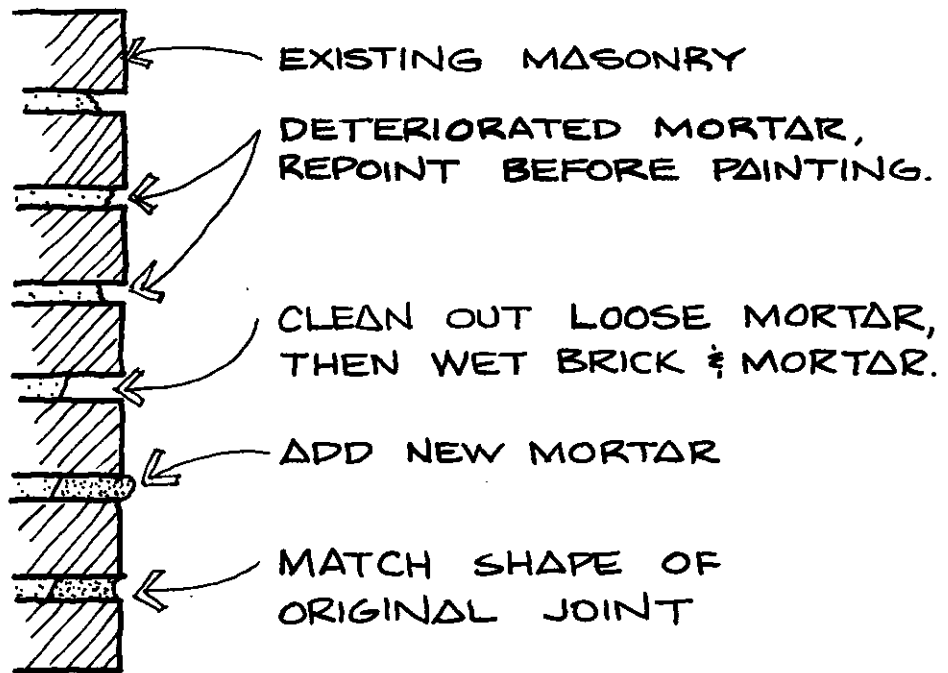 EXISTING MASONRY
DETERIORATED MORTAR,
REPOINT BEFORE PAINTING.
CLEAN OUT LOOSE MORTAR,
THEN WET BRICK & MORTAR.
ADD NEW MORTAR
MATCH SHAPE OF
ORIGINAL JOINT